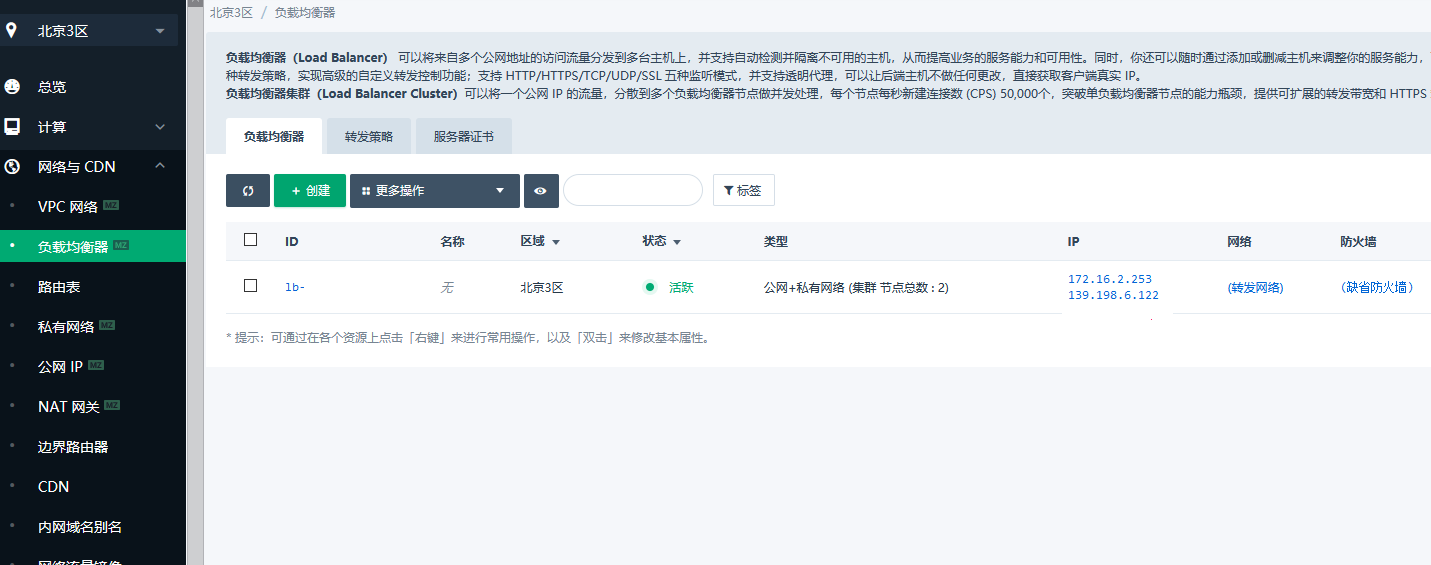 北京3区
总览
计算
网络与 CDN
VPC 网络 MZ
负载均衡器 MZ
路由表
私有网络 MZ
公网 IP MZ
NAT 网关 MZ
边界路由器
CDN
内网域名别名
网络流量镜像
北京3区 / 负载均衡器
负载均衡器（Load Balancer） 可以将来自多个公网地址的访问流量分发到多台主机上，并支持自动检测并隔离不可用的主机，从而提高业务的服务能力和可用性。同时，你还可以随时通过添加或删减主机来调整你的服务能力，
种转发策略，实现高级的自定义转发控制功能；支持 HTTP/HTTPS/TCP/UDP/SSL 五种监听模式，并支持透明代理，可以让后端主机不做任何更改，直接获取客户端真实 IP。
负载均衡器集群（Load Balancer Cluster）可以将一个公网 IP 的流量，分散到多个负载均衡器节点做并发处理，每个节点每秒新建连接数 (CPS) 50,000个，突破单负载均衡器节点的能力瓶颈，提供可扩展的转发带宽和 HTTPS
负载均衡器 转发策略 服务器证书
+ 创建 更多操作 标签
ID 名称 区域 状态 类型 IP 网络 防火墙
lb- 无 北京3区 活跃 公网+私有网络 (集群 节点总数 : 2) 172.16.2.253 (转发网络) （缺省防火墙）
139.198.6.122
* 提示：可通过在各个资源上点击「右键」来进行常用操作，以及「双击」来修改基本属性。